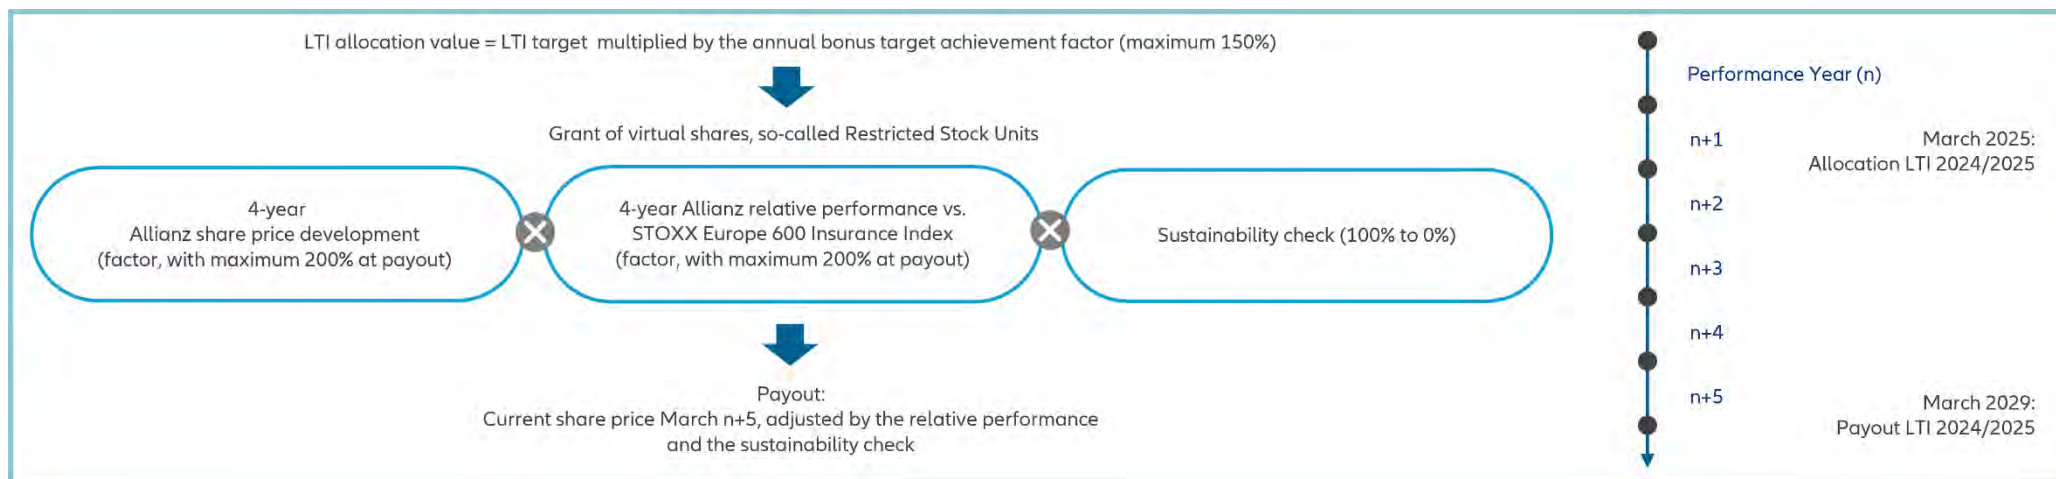 LTI allocation value = LTI target multiplied by the annual bonus target achievement factor (maximum 150%)
Grant of virtual shares, so-called Restricted Stock Units
4-year
Allianz share price development
(factor, with maximum 200% at payout)
4-year Allianz relative performance vs.
STOXX Europe 600 Insurance Index
(factor, with maximum 200% at payout)
Sustainability check (100% to 0%)
Payout:
Current share price March n+5, adjusted by the relative performance
and the sustainability check
Performance Year (n)
n+1
March 2025:
Allocation LTI 2024/2025
n+2
n+3
n+4
n+5
March 2029:
Payout LTI 2024/2025